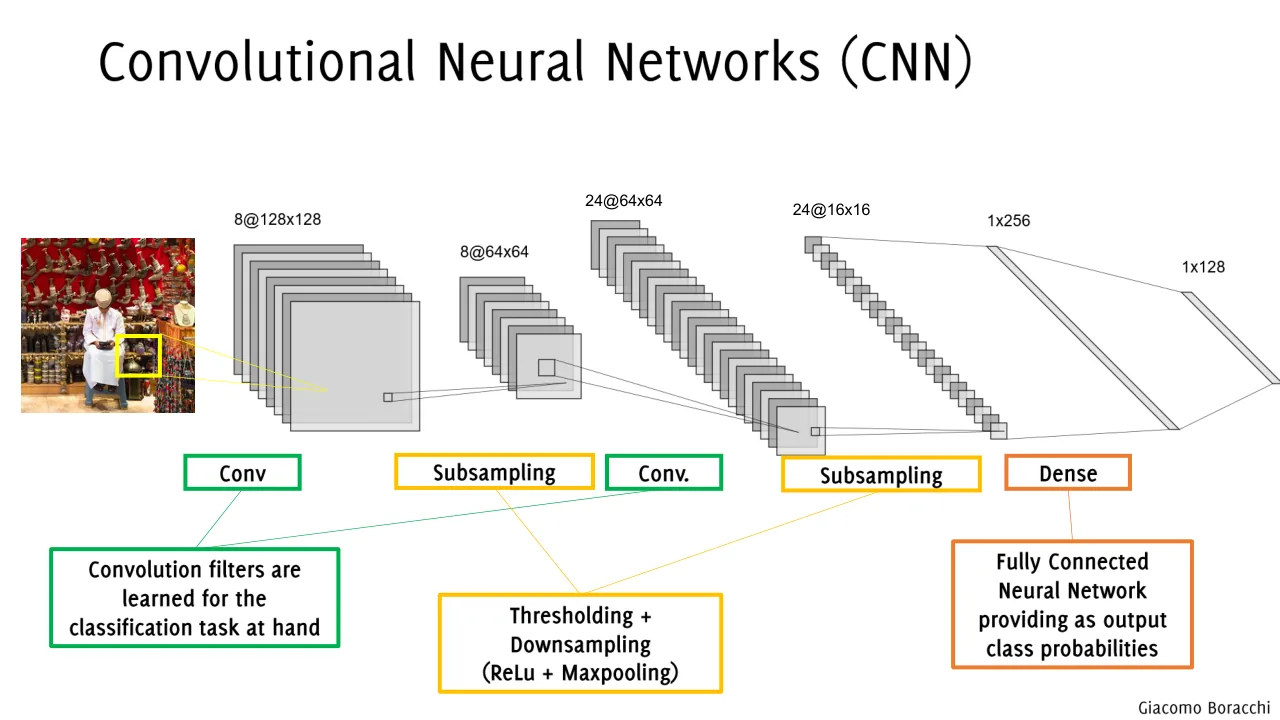 Convolutional Neural Networks (CNN)
8@128x128
8@64x64
24@64x64
24@16x16
1x256
1x128
Conv
Subsampling
Conv.
Subsampling
Dense
Convolution filters are
learned for the
classification task at hand
Thresholding +
Downsampling
(ReLu + Maxpooling)
Fully Connected
Neural Network
providing as output
class probabilities
Giacomo Boracchi